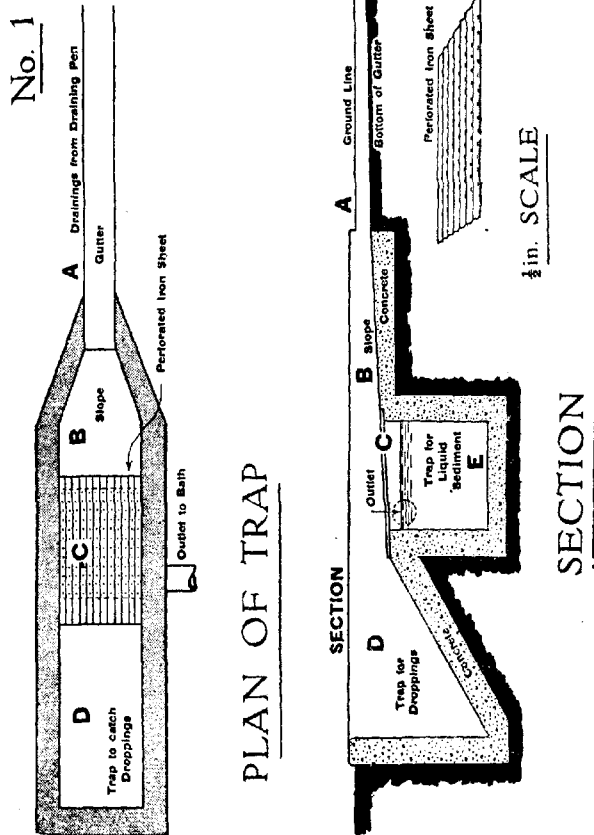 No. 1
A
Drainings from Draining Pen
Gutter
B
Slope
Perforated Iron Sheet
C
D
Trap to catch
Droppings
Outlet to Bath
PLAN OF TRAP
SECTION
A
Ground Line
Bottom of Gutter
B
Slope
Concrete
C
Outlet
D
Trap for
Droppings
Concrete
Trap for
Liquid
Sediment
E
Perforated Iron Sheet
½in. SCALE
SECTION